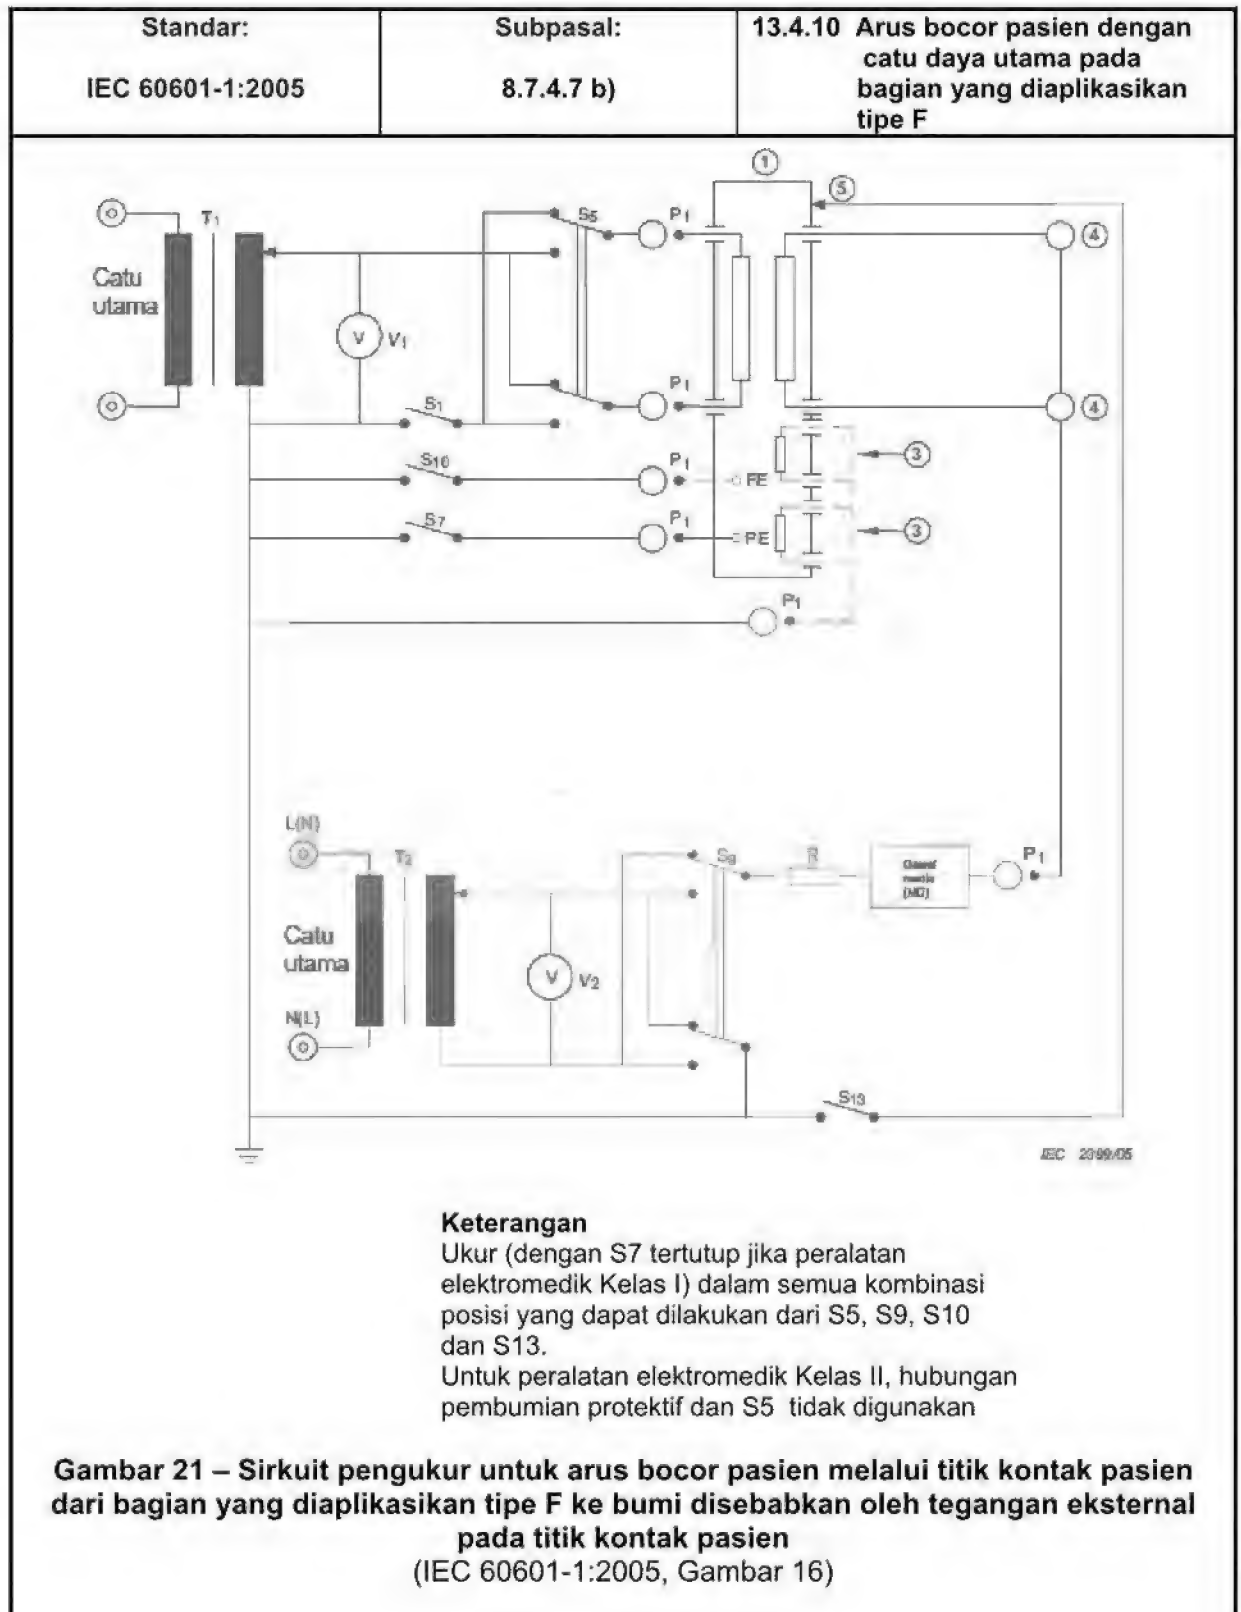 Standar:
IEC 60601-1:2005
Subpasal:
8.7.4.7 b)
13.4.10 Arus bocor pasien dengan
catu daya utama pada
bagian yang diaplikasikan
tipe F
1
5
T1
S5
P1
4
Catu
utama
V
V1
P1
S1
4
S10
P1
FE
3
S7
P1
PE
3
P1
L(N)
T2
S9
R
(MD)
P1
Catu
utama
V
V2
N(L)
S13
IEC 2399/05
Keterangan
Ukur (dengan S7 tertutup jika peralatan
elektromedik Kelas I) dalam semua kombinasi
posisi yang dapat dilakukan dari S5, S9, S10
dan S13.
Untuk peralatan elektromedik Kelas II, hubungan
pembumian protektif dan S5 tidak digunakan
Gambar 21 – Sirkuit pengukur untuk arus bocor pasien melalui titik kontak pasien
dari bagian yang diaplikasikan tipe F ke bumi disebabkan oleh tegangan eksternal
pada titik kontak pasien
(IEC 60601-1:2005, Gambar 16)